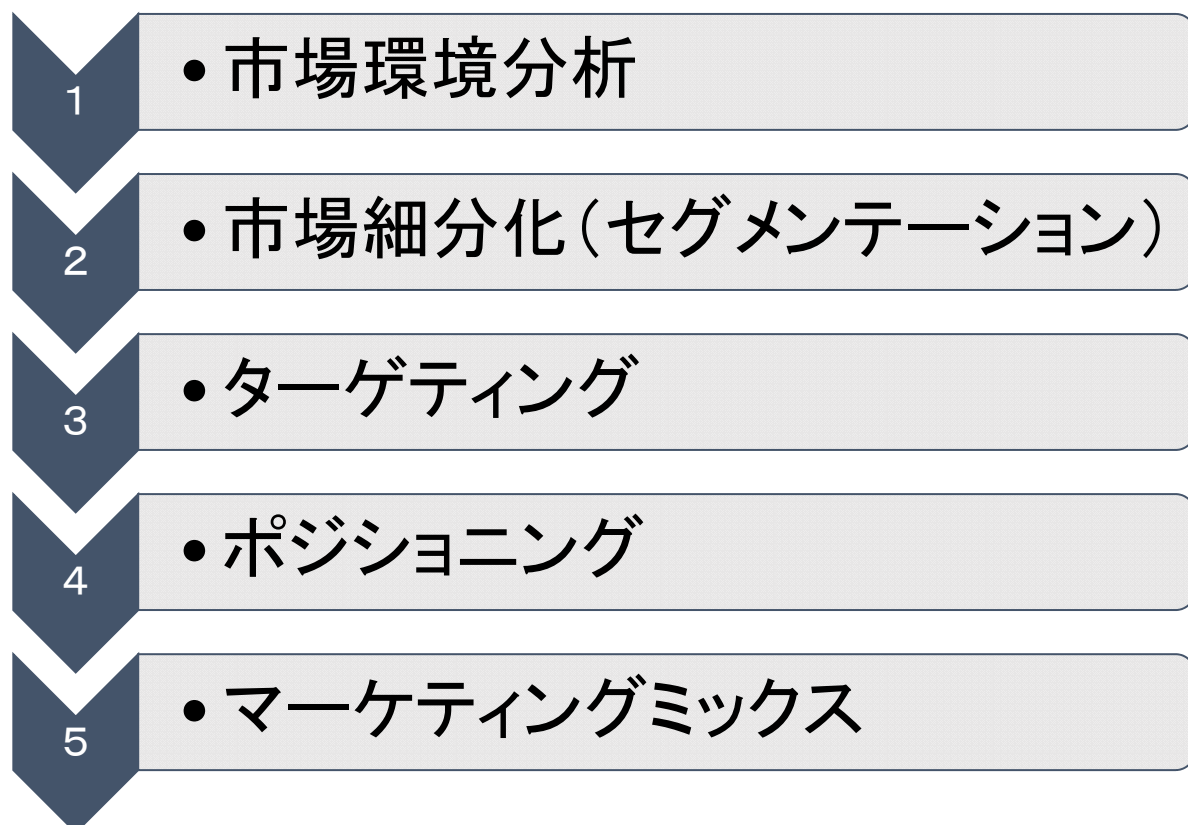 1
• 市場環境分析
2
• 市場細分化（セグメンテーション）
3
• ターゲティング
4
• ポジショニング
5
• マーケティングミックス